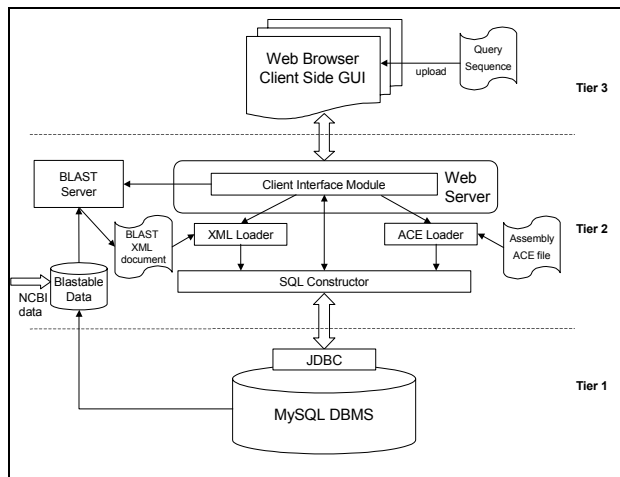 Web Browser
Client Side GUI
Query
Sequence
upload
Tier 3
BLAST
Server
Web
Server
Client Interface Module
BLAST
XML
document
XML Loader
ACE Loader
Assembly
ACE file
Tier 2
NCBI
data
Blastable
Data
SQL Constructor
JDBC
MySQL DBMS
Tier 1